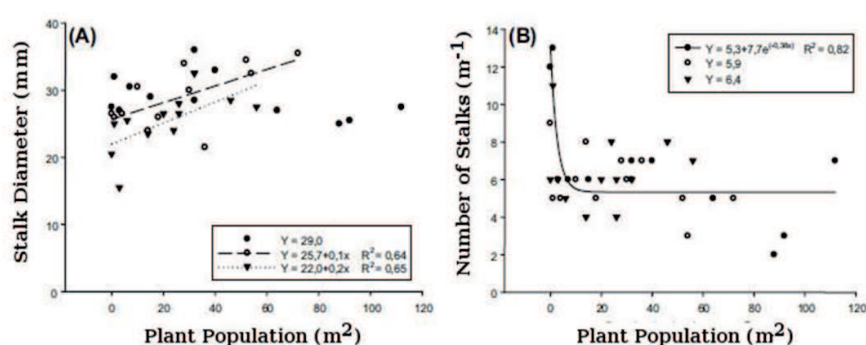 (A)
Stalk Diameter (mm)
40
30
20
10
0
Y = 29,0
Y = 25,7+0,1x R²= 0,64
Y = 22,0+0,2x R²= 0,65
0 20 40 60 80 100 120
Plant Population (m²)
(B)
Number of Stalks (m⁻¹)
14
12
10
8
6
4
2
0
Y = 5,3+7,7e(-0,38x) R²= 0,82
Y = 5,9
Y = 6,4
0 20 40 60 80 100 120
Plant Population (m²)